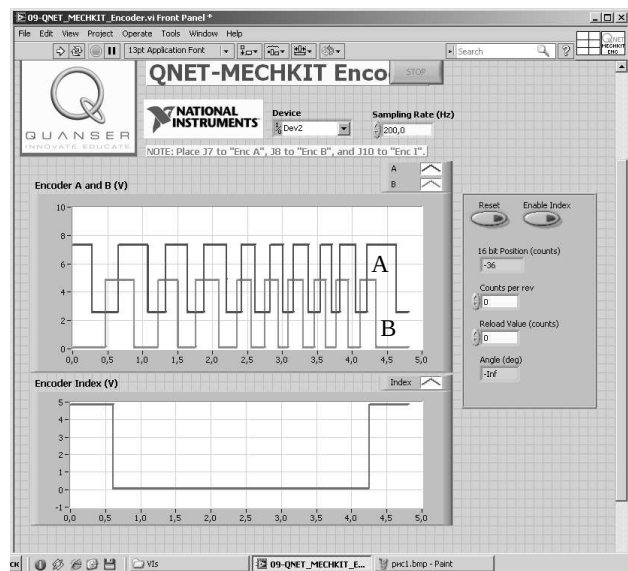 09-QNET_MECHKIT_Encoder.vi Front Panel *
File Edit View Project Operate Tools Window Help
13pt Application Font
Search
QNET
MECHKIT
ENC
QNET-MECHKIT Enco
STOP
QUANSER
INNOVATE EDUCATE
NATIONAL
INSTRUMENTS
Device
Dev2
Sampling Rate (Hz)
200,0
NOTE: Place J7 to "Enc A", J8 to "Enc B", and J10 to "Enc I".
A
B
Encoder A and B (V)
10
8
6
4
2
0
A
B
0,0 0,5 1,0 1,5 2,0 2,5 3,0 3,5 4,0 4,5 5,0
Reset Enable Index
16 bit Position (counts)
-36
Counts per rev
0
Reload Value (counts)
0
Angle (deg)
-Inf
Encoder Index (V)
Index
5
4
3
2
1
0
-1
0,0 0,5 1,0 1,5 2,0 2,5 3,0 3,5 4,0 4,5 5,0
ск
VIs
09-QNET_MECHKIT_E...
рис1.bmp - Paint